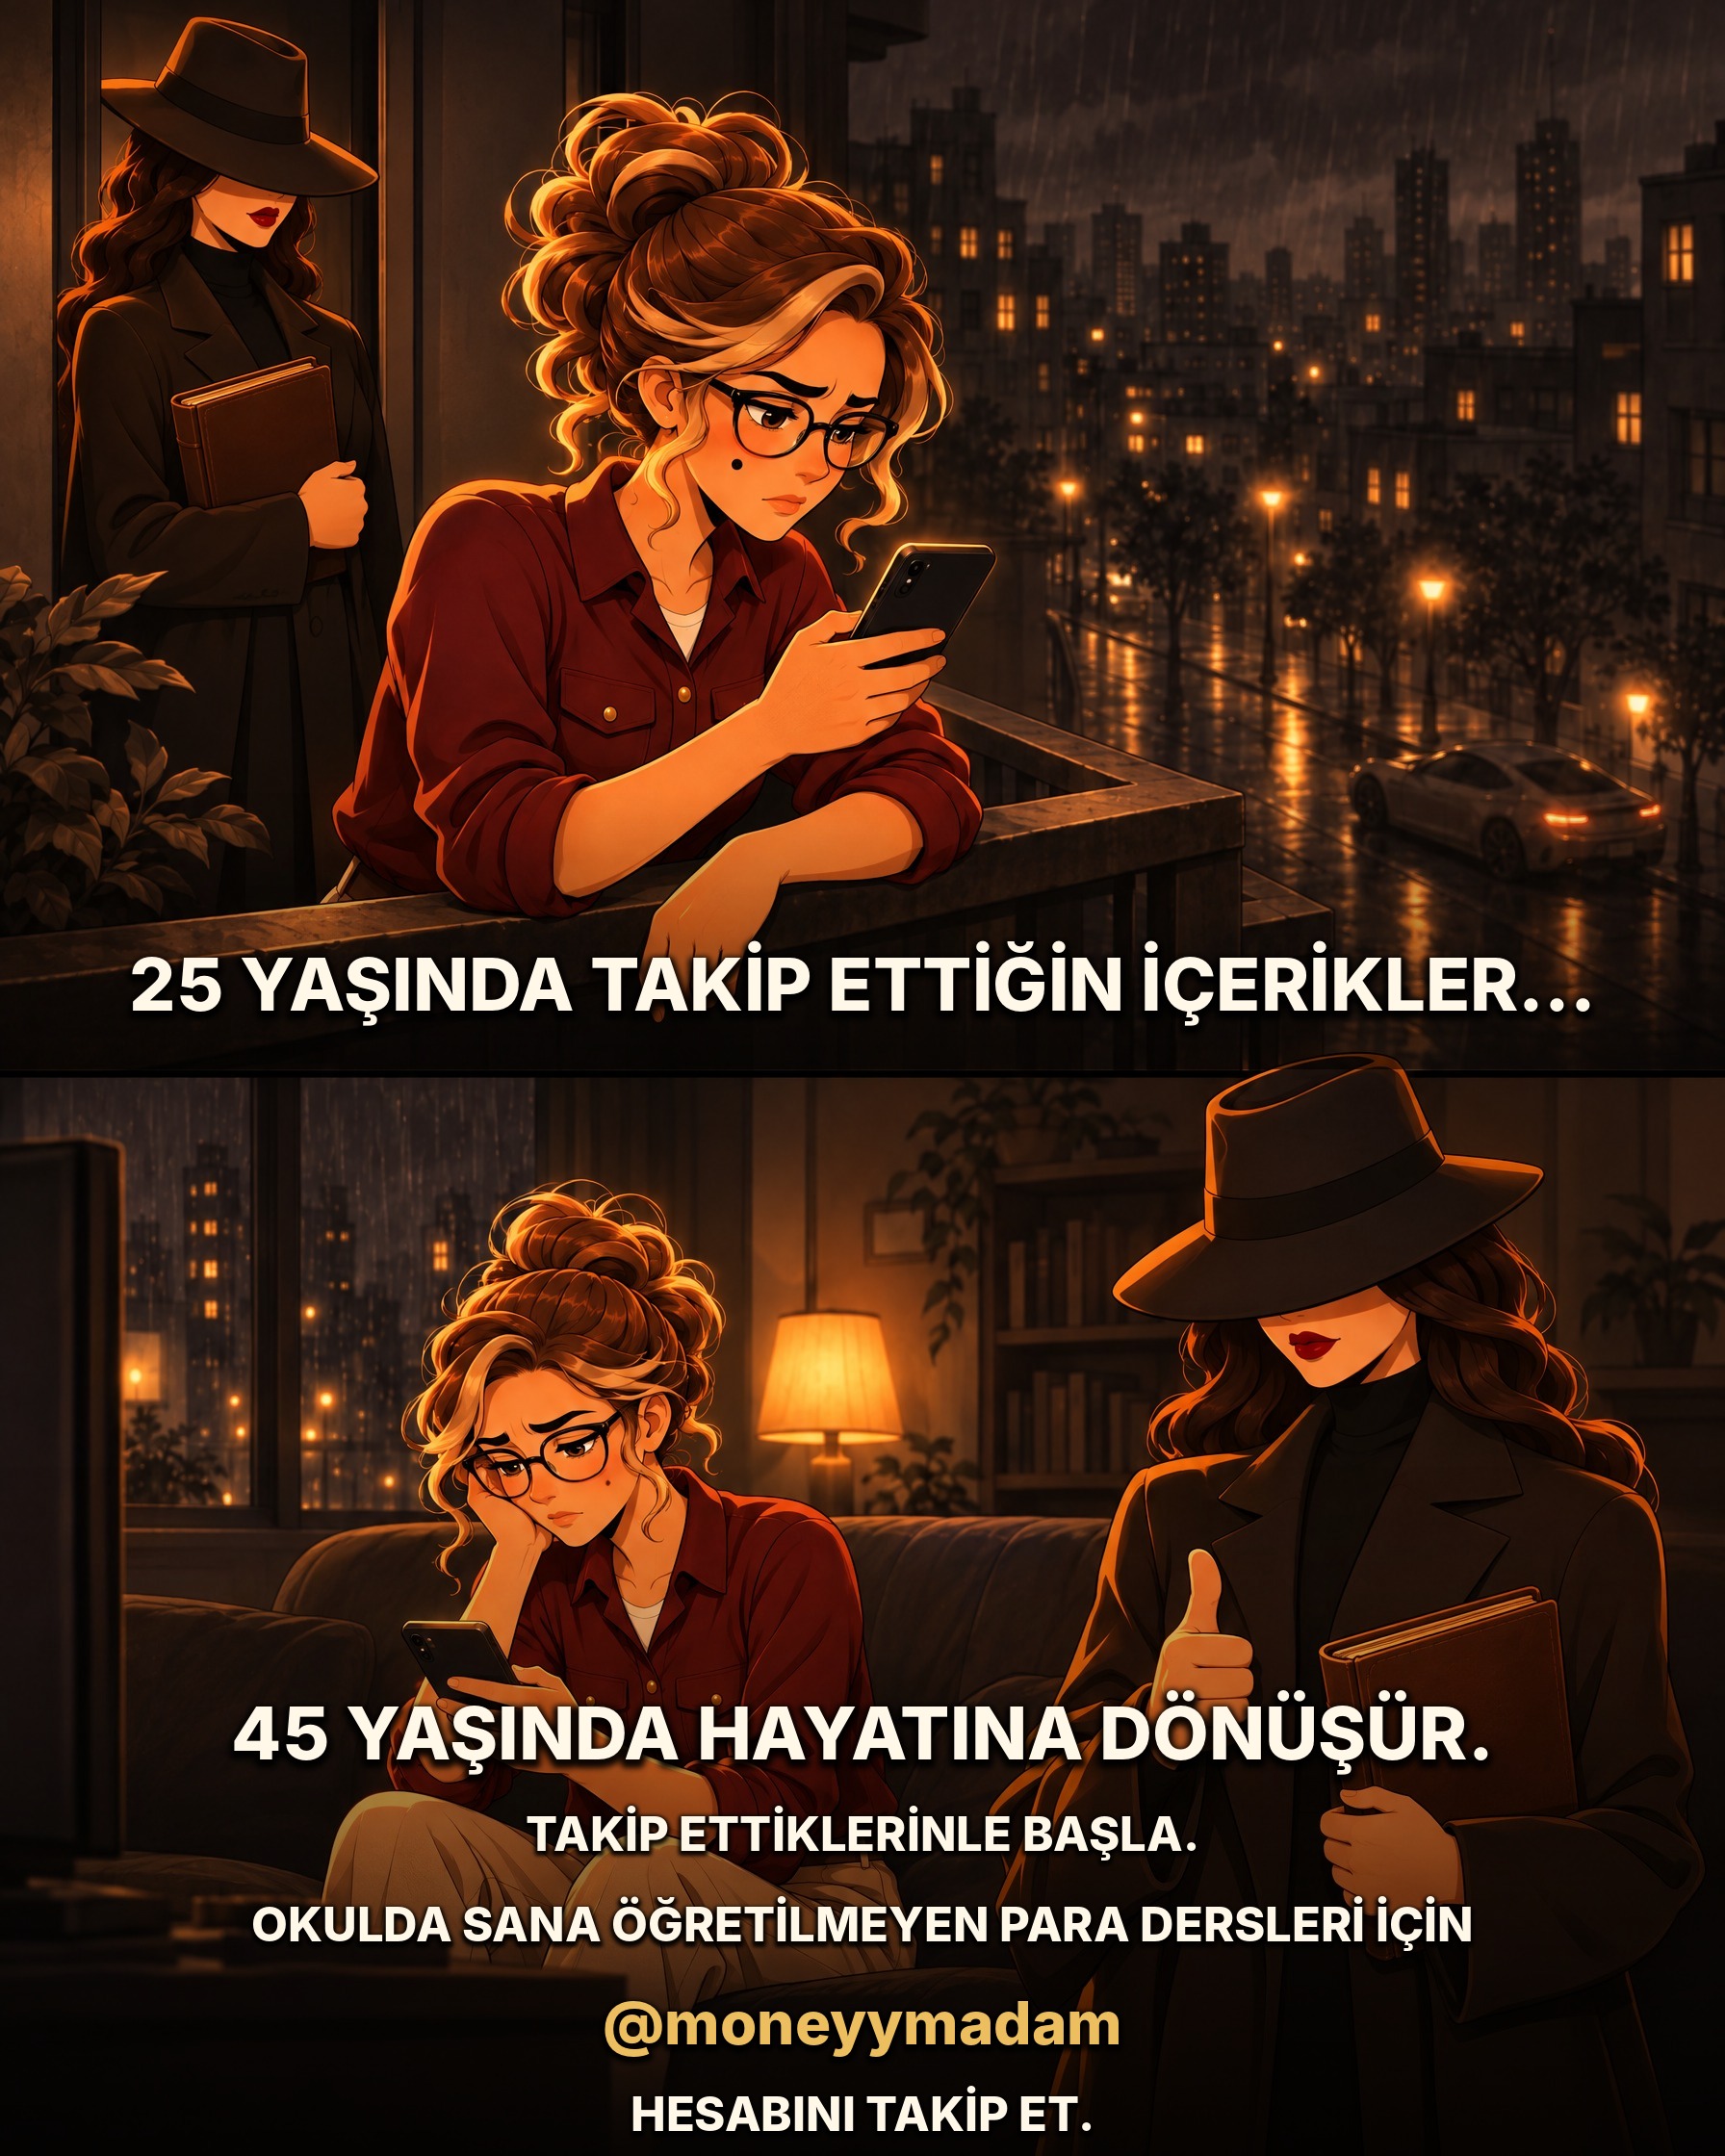 25 YAŞINDA TAKİP ETTİĞİN İÇERİKLER...
45 YAŞINDA HAYATINA DÖNÜŞÜR.
TAKİP ETTİKLERİNLE BAŞLA.
OKULDA SANA ÖĞRETİLMEYEN PARA DERSLERİ İÇİN
@moneyymadam
HESABINI TAKİP ET.